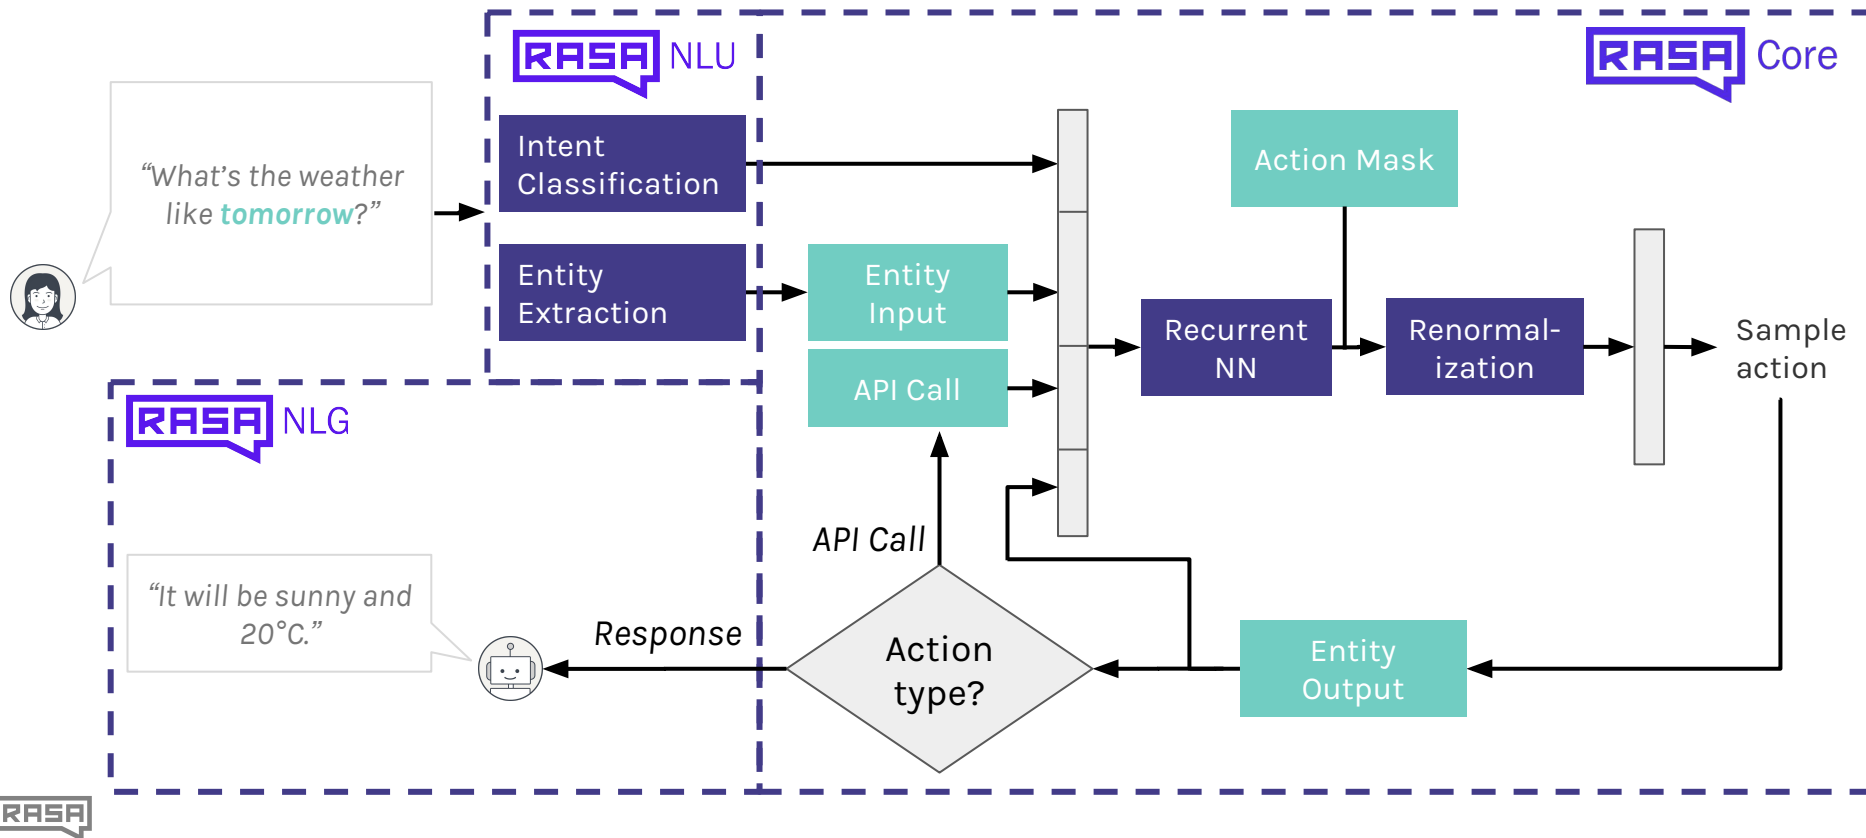 RASA NLU
RASA Core
“What’s the weather
like tomorrow?”
Intent
Classification
Entity
Extraction
Entity
Input
API Call
Action Mask
Recurrent
NN
Renormal-
ization
Sample
action
RASA NLG
“It will be sunny and
20°C.”
Response
API Call
Action
type?
Entity
Output
RASA